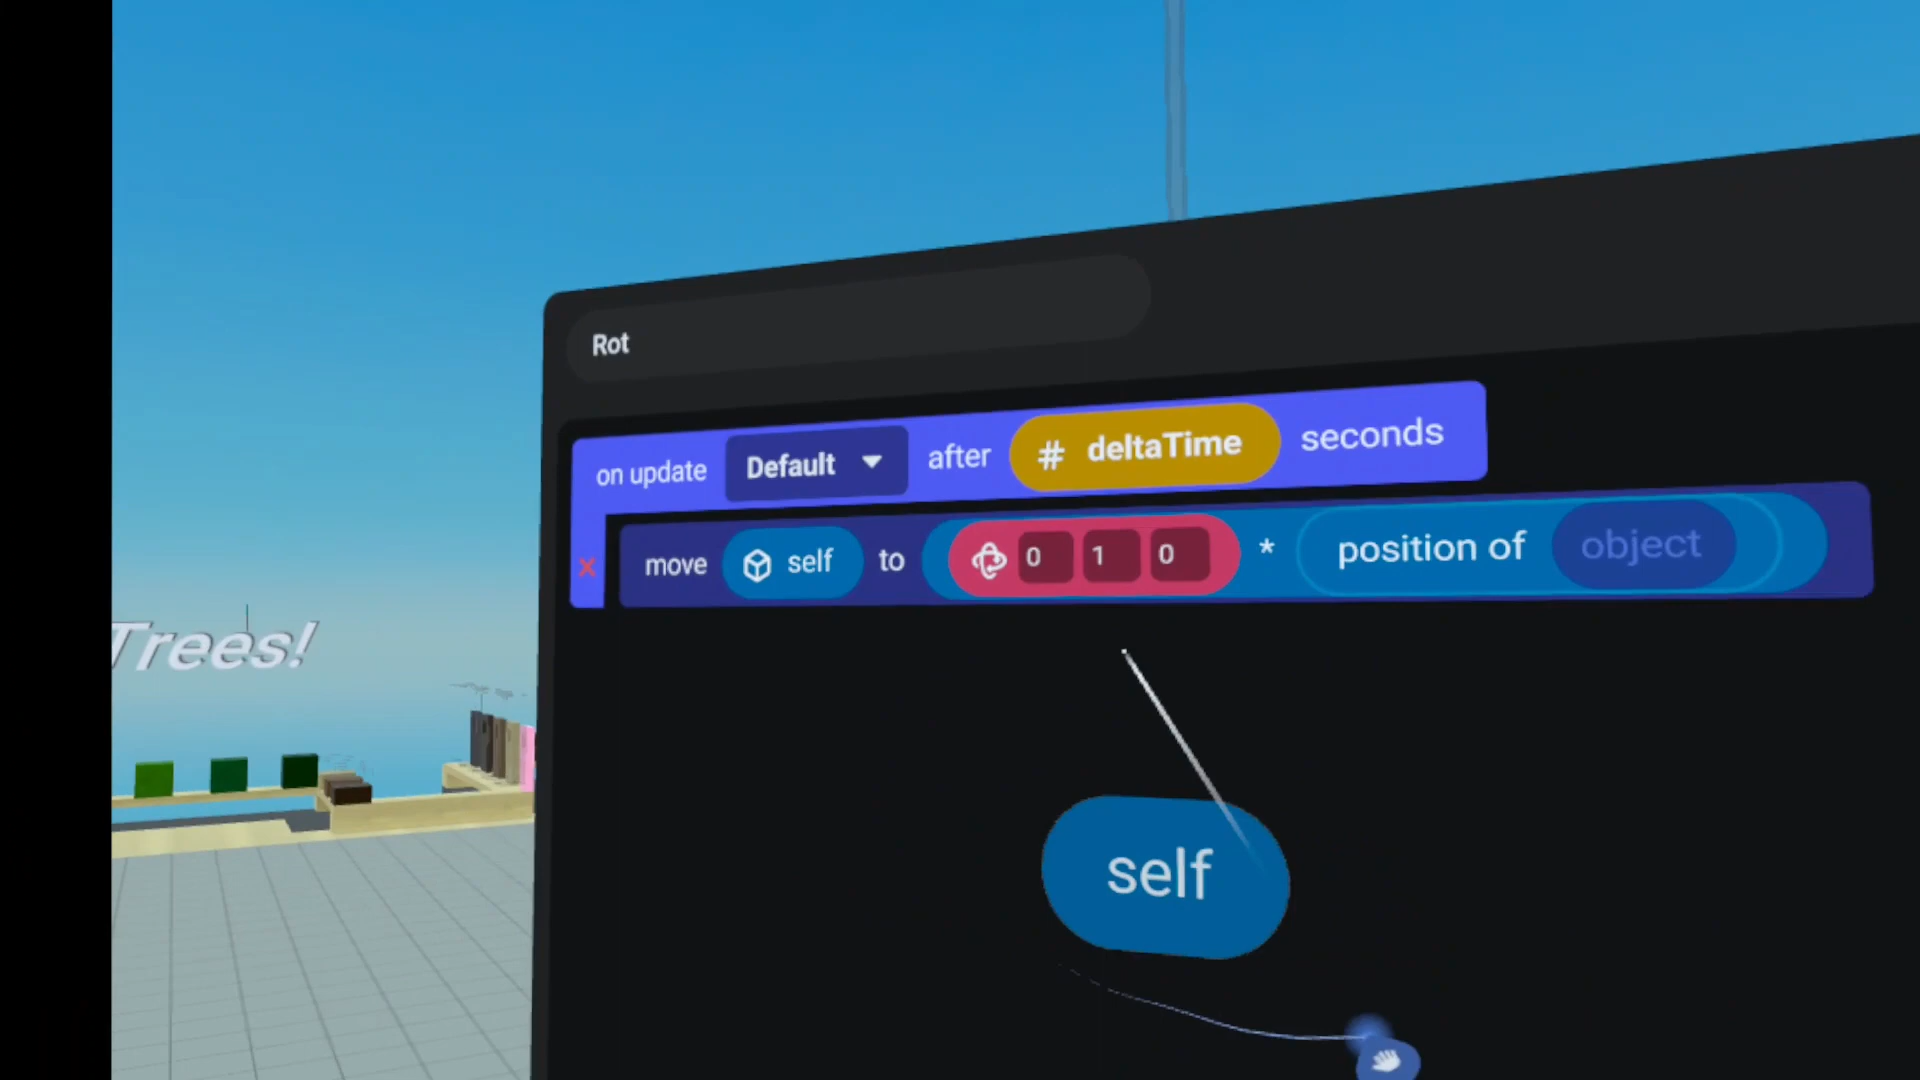 Rot
on update Default after # deltaTime seconds
x move self to 0 1 0 * position of object
Trees!
self